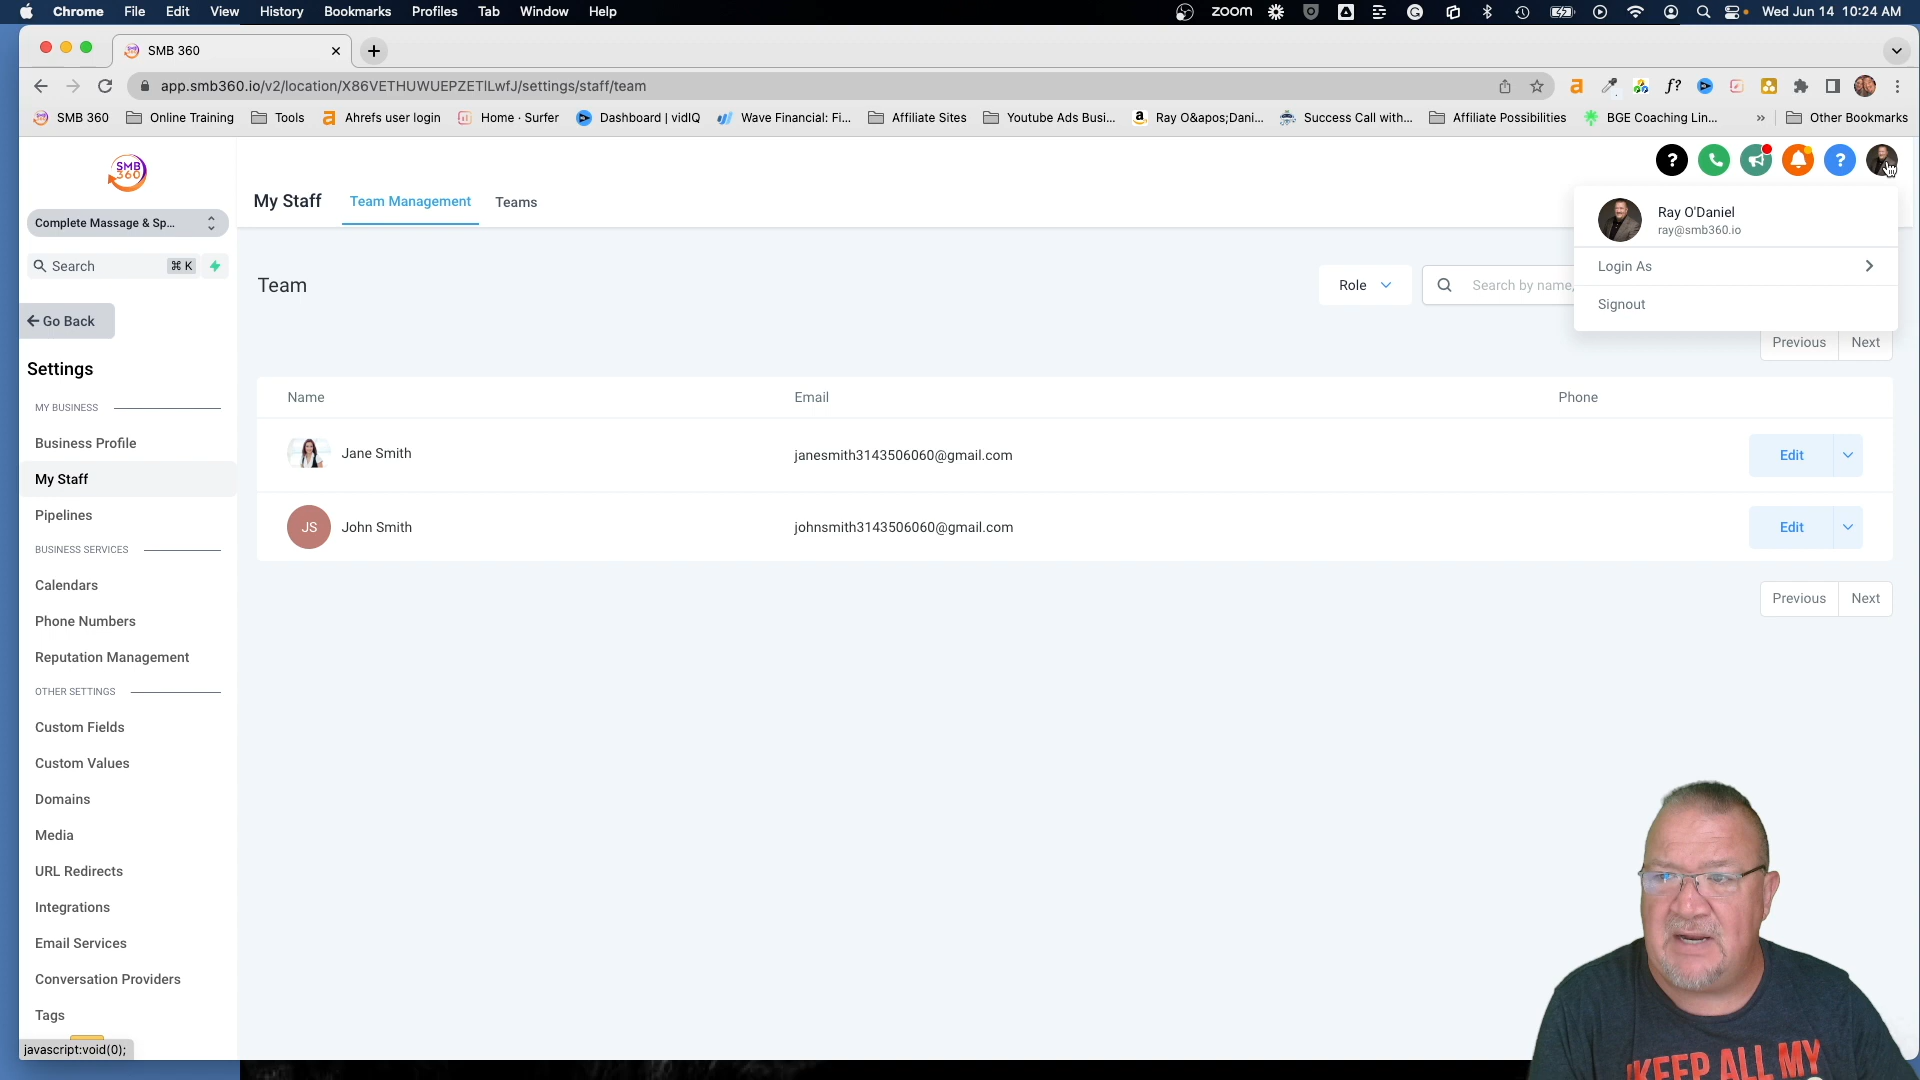 Chrome File Edit View History Bookmarks Profiles Tab Window Help zoom Wed Jun 14 10:24 AM
SMB 360
app.smb360.io/v2/location/X86VETHUWUEPZETILwfJ/settings/staff/team
SMB 360 Online Training Tools Ahrefs user login Home · Surfer Dashboard | vidIQ Wave Financial: Fi... Affiliate Sites Youtube Ads Busi... Ray O&apos;Dani... Success Call with... Affiliate Possibilities BGE Coaching Lin... » Other Bookmarks
SMB
360
My Staff Team Management Teams
Ray O'Daniel
ray@smb360.io
Login As
Signout
Complete Massage & Sp...
Search ⌘ K
Go Back
Team
Role
Search by name,
Previous Next
Settings
MY BUSINESS
Business Profile
My Staff
Pipelines
BUSINESS SERVICES
Calendars
Phone Numbers
Reputation Management
OTHER SETTINGS
Custom Fields
Custom Values
Domains
Media
URL Redirects
Integrations
Email Services
Conversation Providers
Tags
javascript:void(0);
Name Email Phone
Jane Smith janesmith3143506060@gmail.com Edit
JS John Smith johnsmith3143506060@gmail.com Edit
Previous Next
KEEP ALL MY